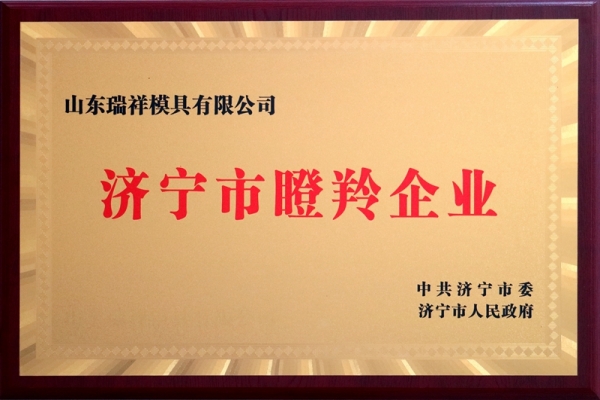 山东瑞祥模具有限公司
济宁市瞪羚企业
中共济宁市委
济宁市人民政府